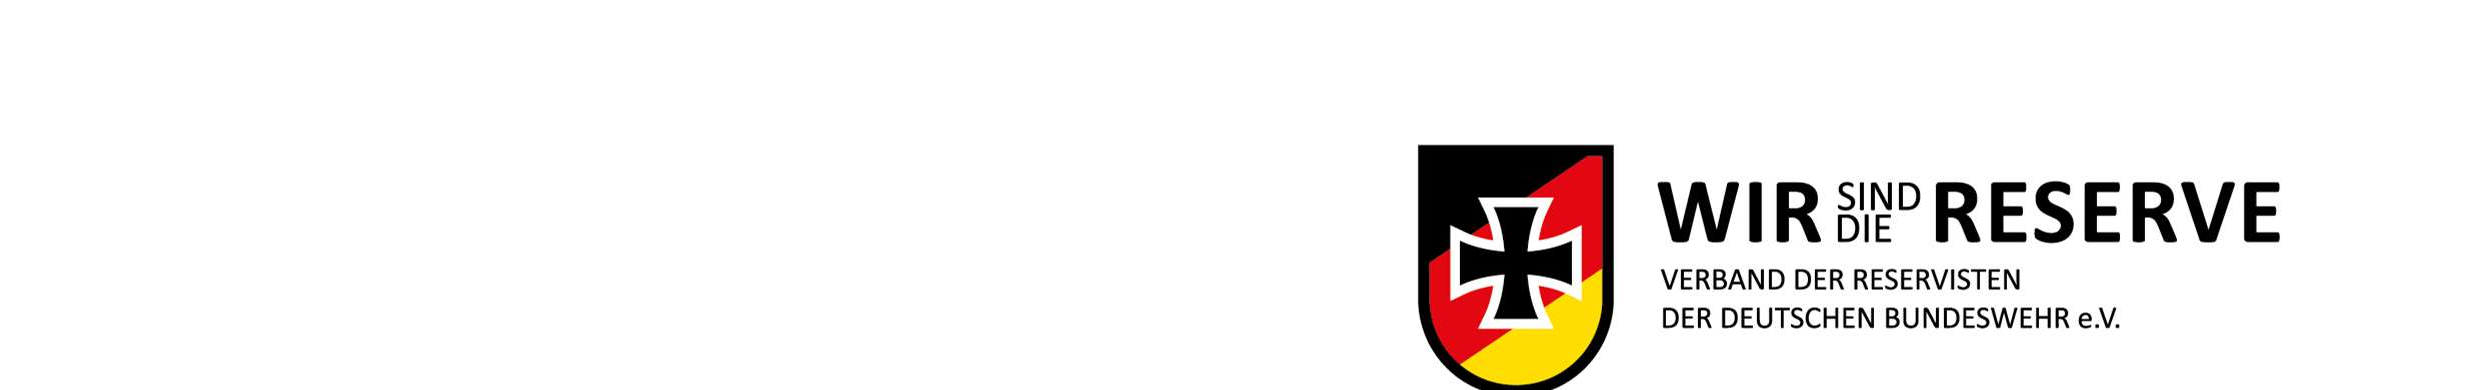 WIR SIND DIE RESERVE
VERBAND DER RESERVISTEN
DER DEUTSCHEN BUNDESWEHR e.V.